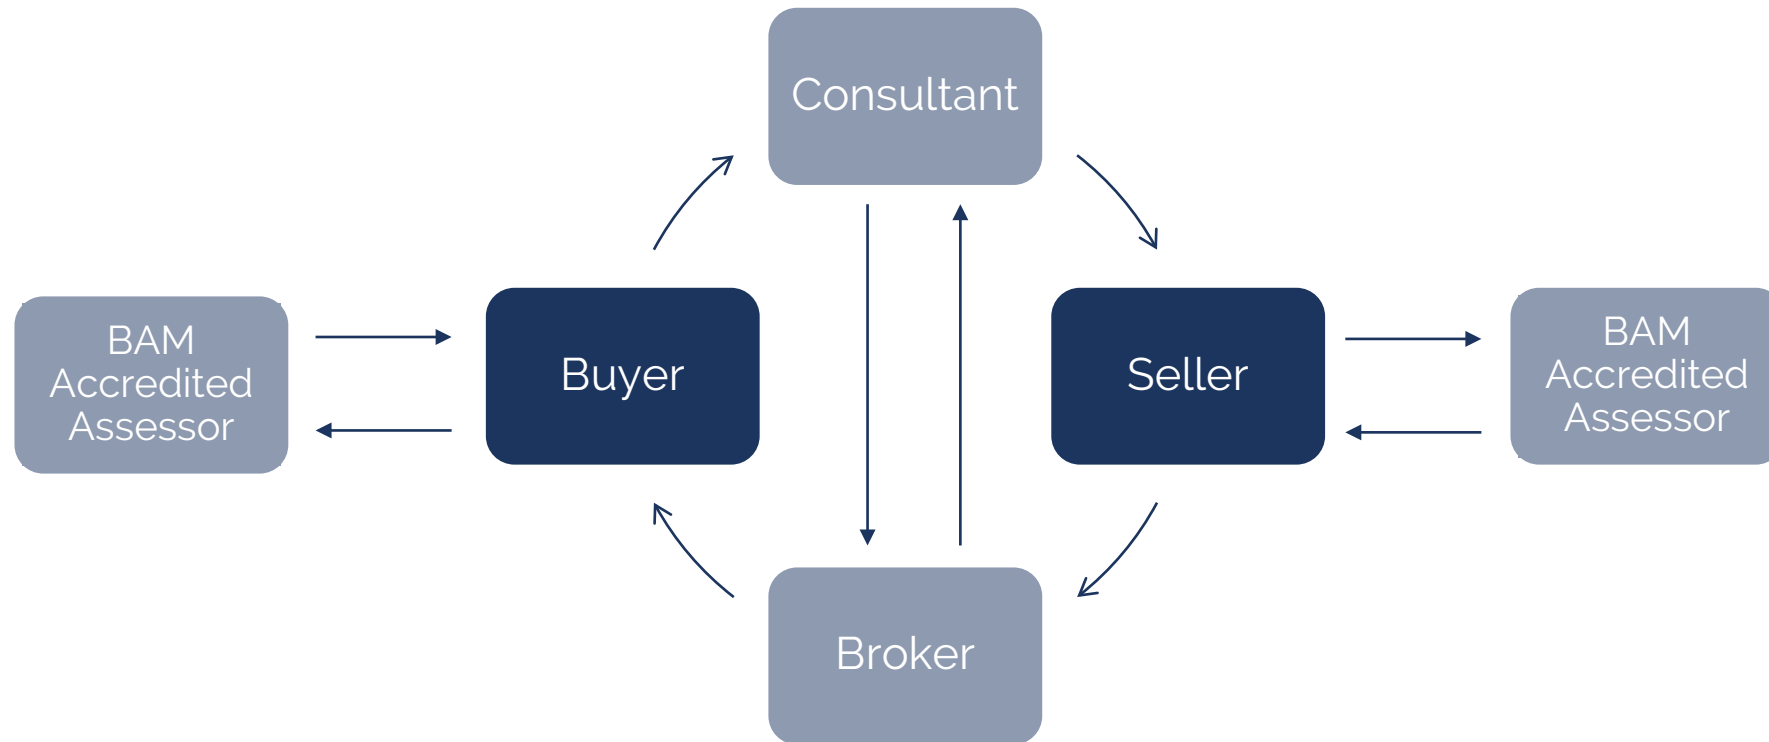 Consultant
BAM
Accredited
Assessor
Buyer
Seller
BAM
Accredited
Assessor
Broker